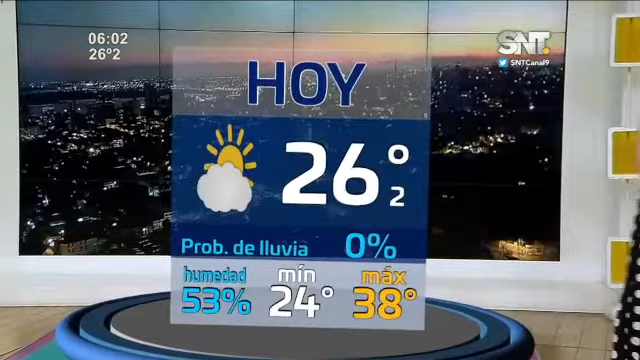 06:02
26°2
SNT
SNTCanal9
HOY
26°2
Prob. de lluvia 0%
humedad mín máx
53% 24° 38°
SNT